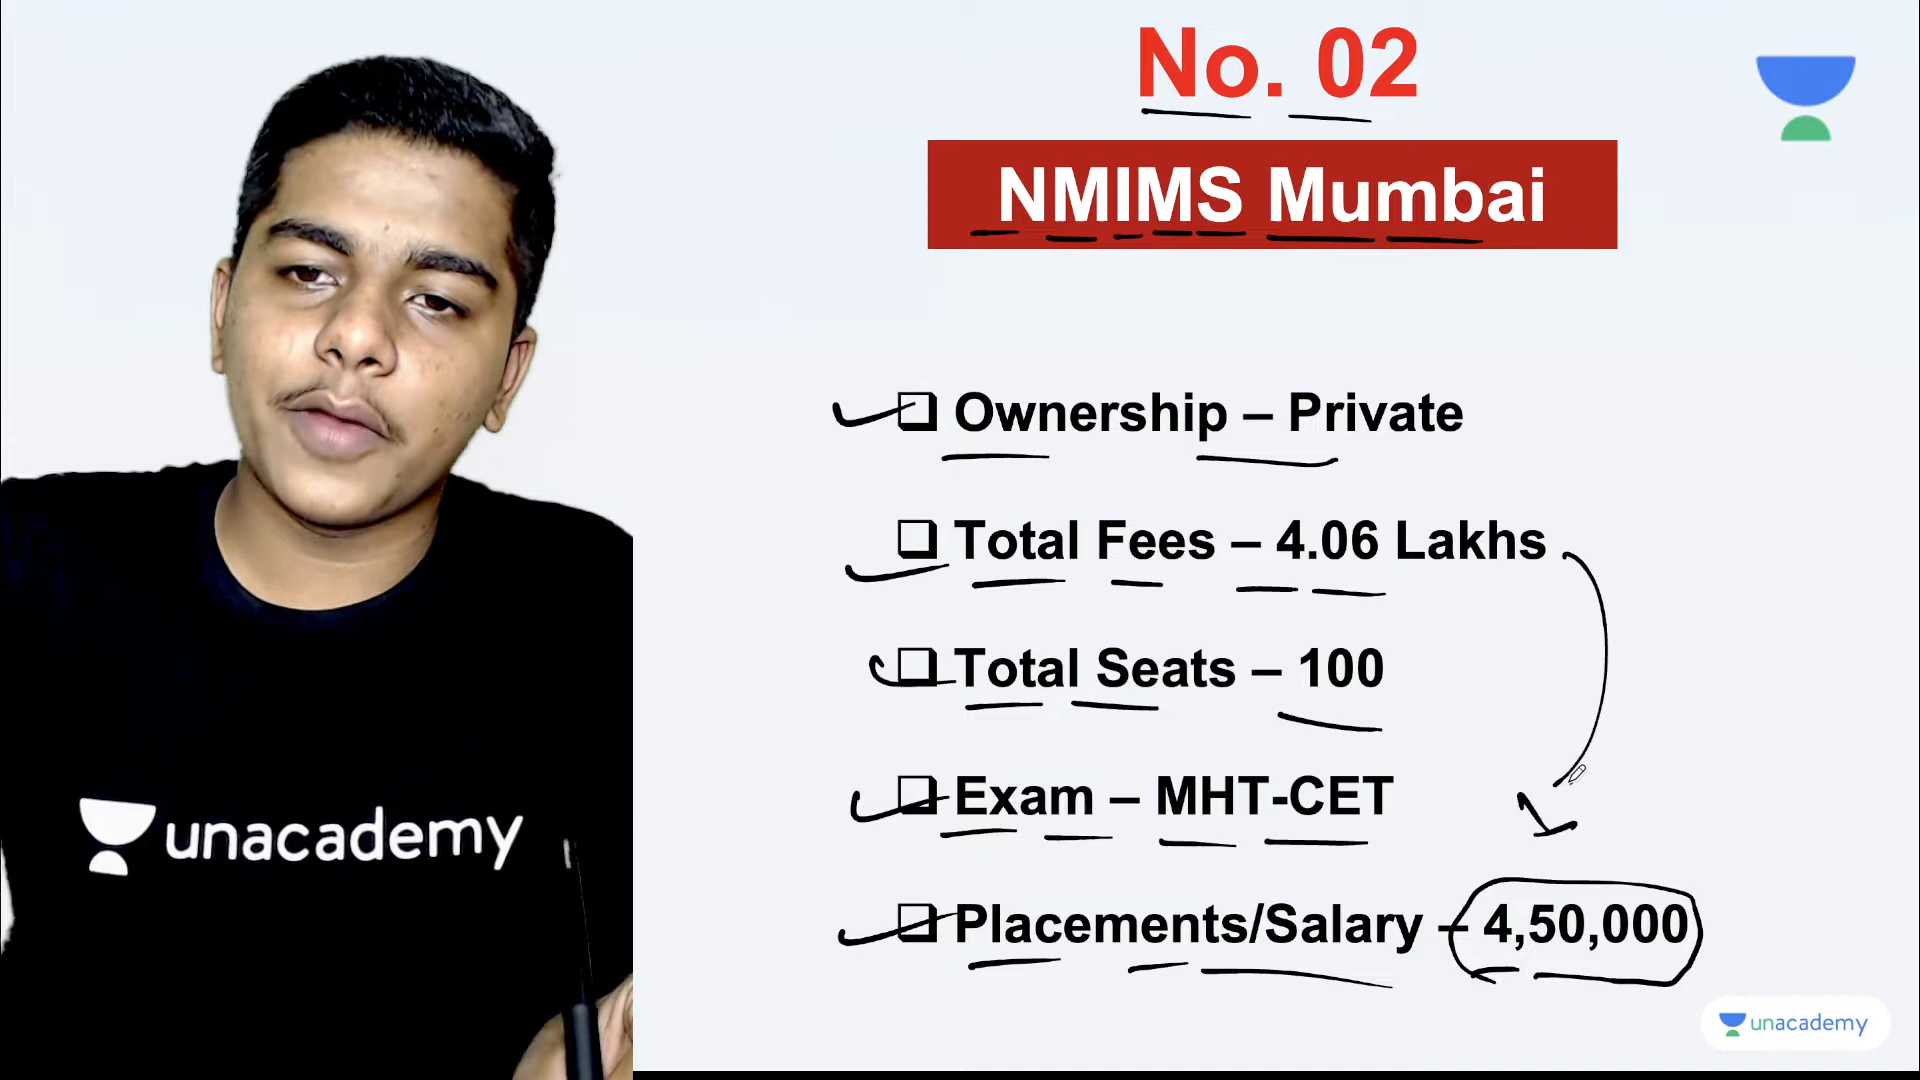 No. 02
NMIMS Mumbai
Ownership – Private
Total Fees – 4.06 Lakhs
Total Seats – 100
Exam – MHT-CET
Placements/Salary – 4,50,000
unacademy
unacademy